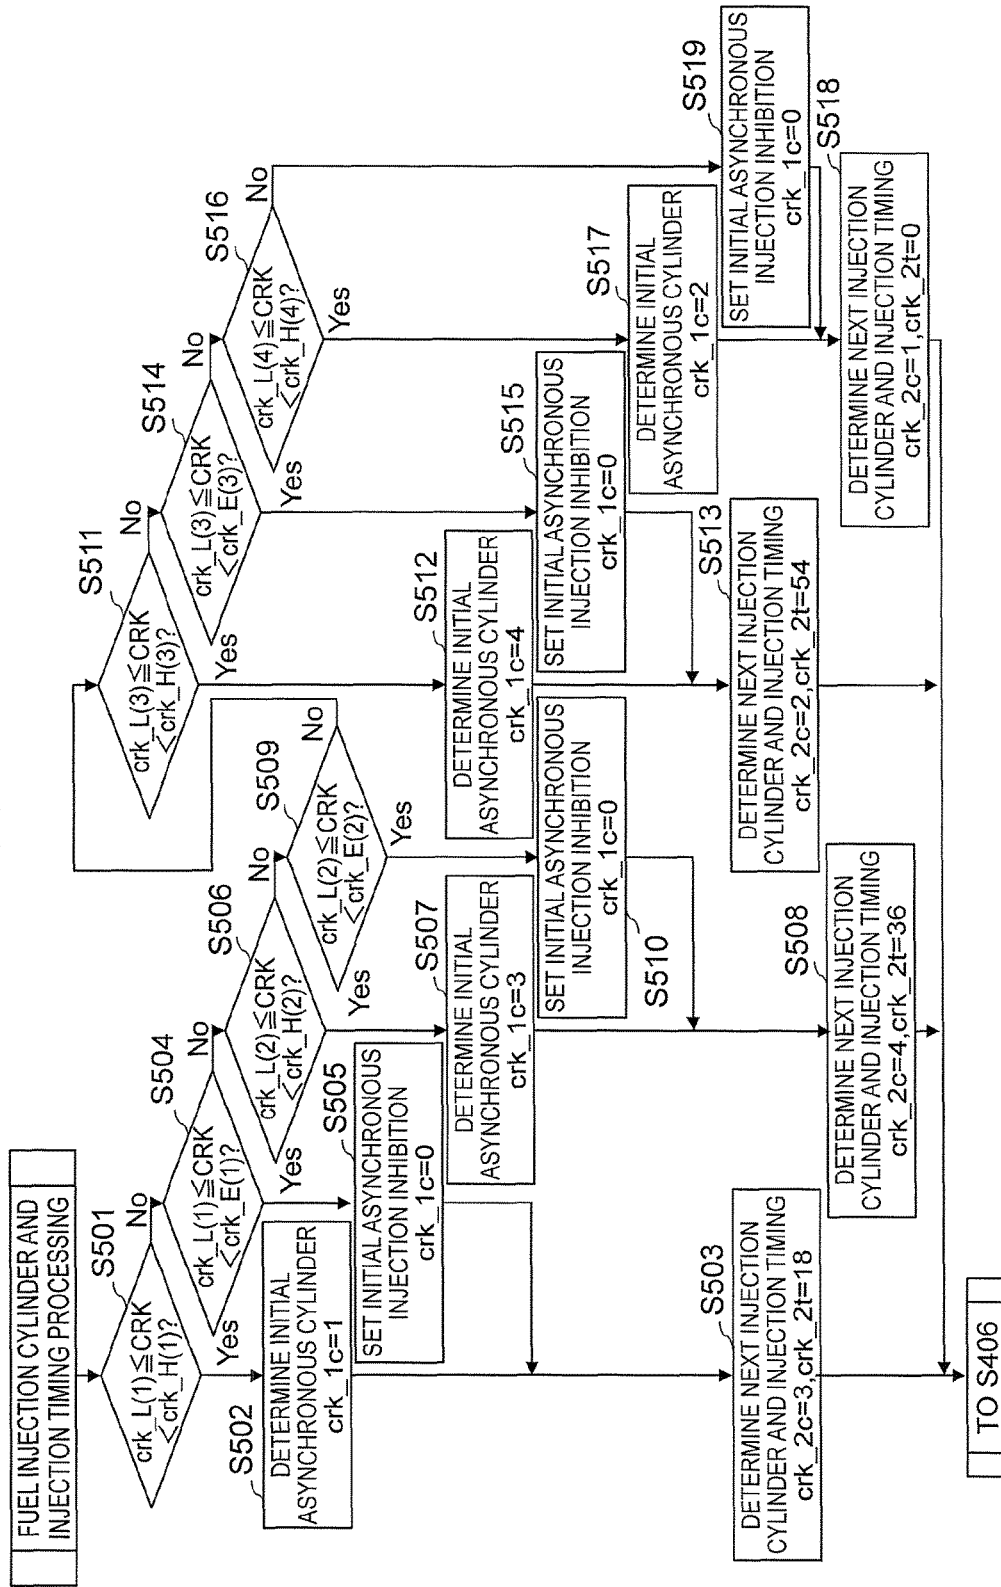 FUEL INJECTION CYLINDER AND
INJECTION TIMING PROCESSING
S501
crk_L(1)≦CRK
<crk_H(1)?
No
Yes
S502
DETERMINE INITIAL
ASYNCHRONOUS CYLINDER
crk_1c=1
S503
DETERMINE NEXT INJECTION
CYLINDER AND INJECTION TIMING
crk_2c=3,crk_2t=18
S504
crk_L(1)≦CRK
<crk_E(1)?
No
Yes
S505
SET INITIAL ASYNCHRONOUS
INJECTION INHIBITION
crk_1c=0
S506
crk_L(2)≦CRK
<crk_H(2)?
No
Yes
S507
DETERMINE INITIAL
ASYNCHRONOUS CYLINDER
crk_1c=3
S508
DETERMINE NEXT INJECTION
CYLINDER AND INJECTION TIMING
crk_2c=4,crk_2t=36
S509
crk_L(2)≦CRK
<crk_E(2)?
No
Yes
SET INITIAL ASYNCHRONOUS
INJECTION INHIBITION
crk_1c=0
S510
S511
crk_L(3)≦CRK
<crk_H(3)?
No
Yes
S512
DETERMINE INITIAL
ASYNCHRONOUS CYLINDER
crk_1c=4
S513
DETERMINE NEXT INJECTION
CYLINDER AND INJECTION TIMING
crk_2c=2,crk_2t=54
S514
crk_L(3)≦CRK
<crk_E(3)?
No
Yes
S515
SET INITIAL ASYNCHRONOUS
INJECTION INHIBITION
crk_1c=0
S516
crk_L(4)≦CRK
<crk_H(4)?
No
Yes
S517
DETERMINE INITIAL
ASYNCHRONOUS CYLINDER
crk_1c=2
S519
SET INITIAL ASYNCHRONOUS
INJECTION INHIBITION
crk_1c=0
S518
DETERMINE NEXT INJECTION
CYLINDER AND INJECTION TIMING
crk_2c=1,crk_2t=0
TO S406